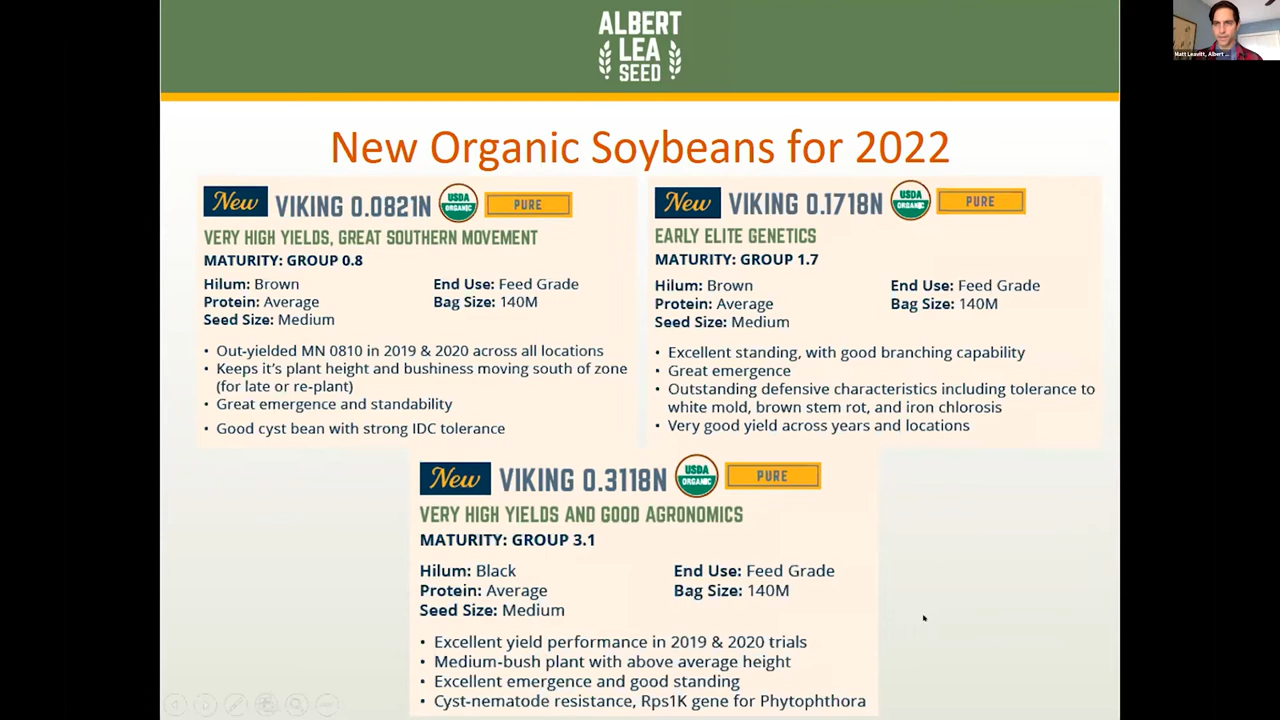 ALBERT
LEA
SEED
Matt Leavitt, Albert ...
New Organic Soybeans for 2022
New VIKING 0.0821N USDA ORGANIC PURE
VERY HIGH YIELDS, GREAT SOUTHERN MOVEMENT
MATURITY: GROUP 0.8
Hilum: Brown End Use: Feed Grade
Protein: Average Bag Size: 140M
Seed Size: Medium
• Out-yielded MN 0810 in 2019 & 2020 across all locations
• Keeps it's plant height and bushiness moving south of zone
(for late or re-plant)
• Great emergence and standability
• Good cyst bean with strong IDC tolerance
New VIKING 0.1718N USDA ORGANIC PURE
EARLY ELITE GENETICS
MATURITY: GROUP 1.7
Hilum: Brown End Use: Feed Grade
Protein: Average Bag Size: 140M
Seed Size: Medium
• Excellent standing, with good branching capability
• Great emergence
• Outstanding defensive characteristics including tolerance to
white mold, brown stem rot, and iron chlorosis
• Very good yield across years and locations
New VIKING 0.3118N USDA ORGANIC PURE
VERY HIGH YIELDS AND GOOD AGRONOMICS
MATURITY: GROUP 3.1
Hilum: Black End Use: Feed Grade
Protein: Average Bag Size: 140M
Seed Size: Medium
• Excellent yield performance in 2019 & 2020 trials
• Medium-bush plant with above average height
• Excellent emergence and good standing
• Cyst-nematode resistance, Rps1K gene for Phytophthora